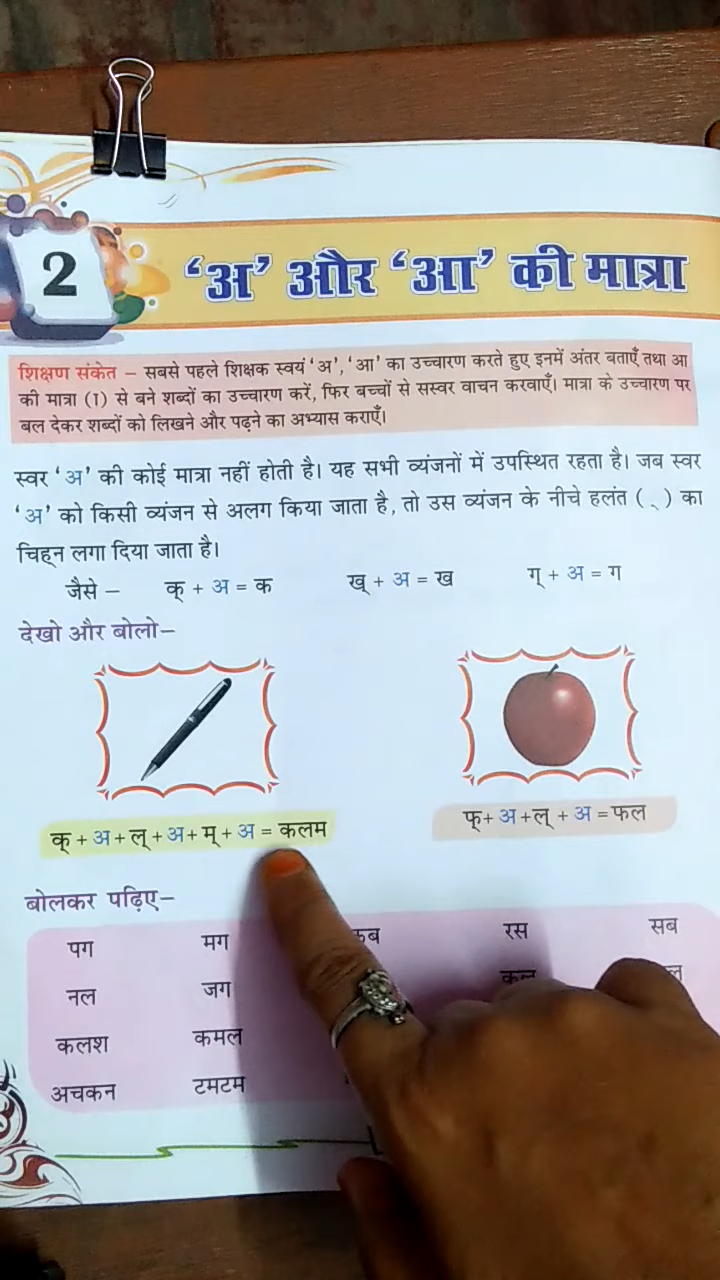 2
‘अ’ और ‘आ’ की मात्रा
शिक्षण संकेत – सबसे पहले शिक्षक स्वयं ‘अ’, ‘आ’ का उच्चारण करते हुए इनमें अंतर बताएँ तथा आ
की मात्रा (ा) से बने शब्दों का उच्चारण करें, फिर बच्चों से सस्वर वाचन करवाएँ। मात्रा के उच्चारण पर
बल देकर शब्दों को लिखने और पढ़ने का अभ्यास कराएँ।
स्वर ‘अ’ की कोई मात्रा नहीं होती है। यह सभी व्यंजनों में उपस्थित रहता है। जब स्वर
‘अ’ को किसी व्यंजन से अलग किया जाता है, तो उस व्यंजन के नीचे हलंत (्) का
चिह्न लगा दिया जाता है।
जैसे – क् + अ = क ख् + अ = ख ग् + अ = ग
देखो और बोलो–
क् + अ + ल् + अ + म् + अ = कलम
फ् + अ + ल् + अ = फल
बोलकर पढ़िए–
पग मग रस सब
नल जग कल
कलश कमल
अचकन टमटम